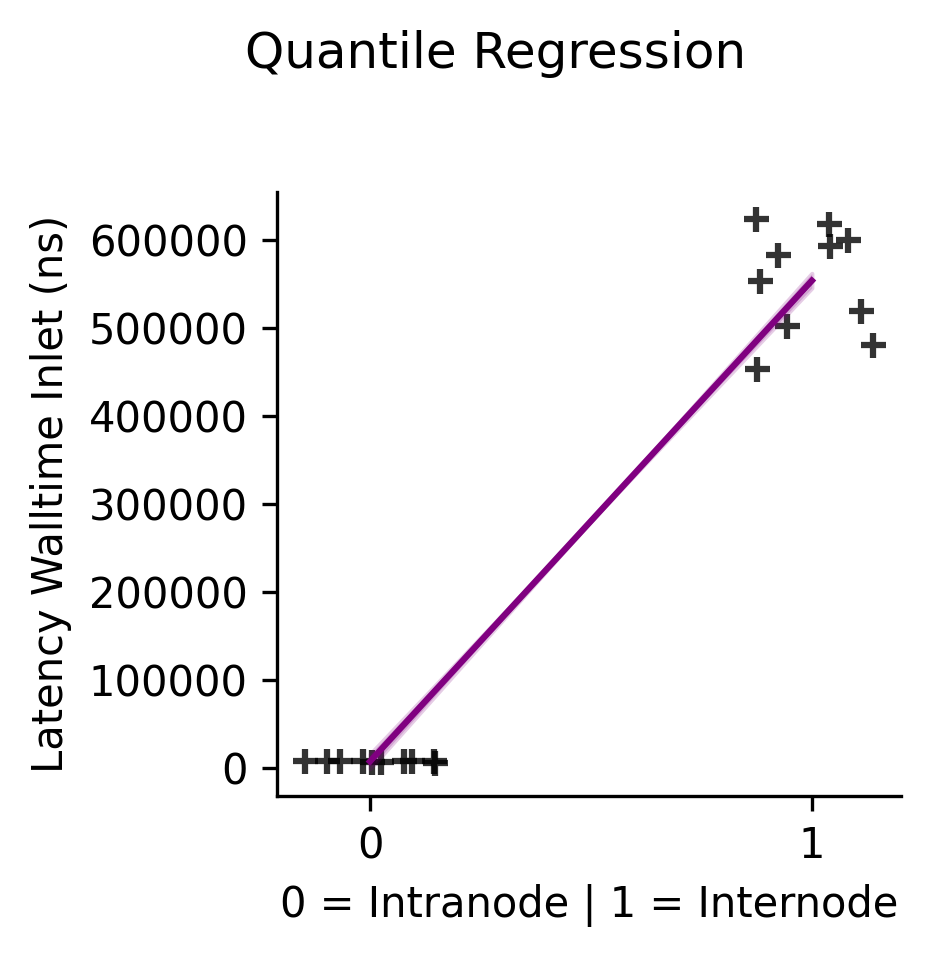 Quantile Regression
Latency Walltime Inlet (ns)
600000
500000
400000
300000
200000
100000
0
0 1
0 = Intranode | 1 = Internode